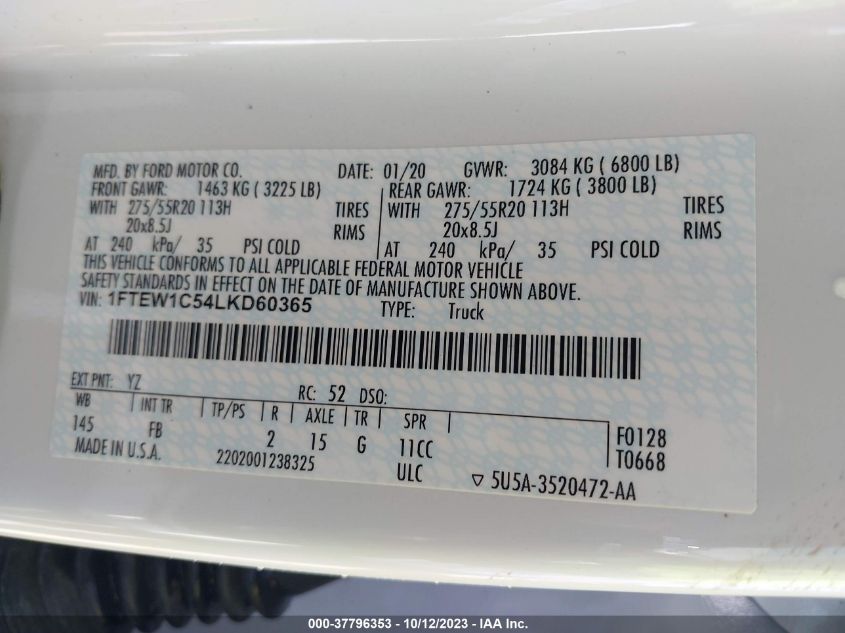 MFD. BY FORD MOTOR CO. DATE: 01/20 GVWR: 3084 KG ( 6800 LB)
FRONT GAWR: 1463 KG ( 3225 LB) REAR GAWR: 1724 KG ( 3800 LB)
WITH 275/55R20 113H TIRES WITH 275/55R20 113H TIRES
20x8.5J RIMS 20x8.5J RIMS
AT 240 kPa/ 35 PSI COLD AT 240 kPa/ 35 PSI COLD
THIS VEHICLE CONFORMS TO ALL APPLICABLE FEDERAL MOTOR VEHICLE
SAFETY STANDARDS IN EFFECT ON THE DATE OF MANUFACTURE SHOWN ABOVE.
VIN: 1FTEW1C54LKD60365 TYPE: Truck
EXT PNT: YZ RC: 52 DSO:
WB INT TR TP/PS R AXLE TR SPR
145 FB 2 15 G 11CC F0128
MADE IN U.S.A. 2202001238325 ULC T0668
▽ 5U5A-3520472-AA
000-37796353 - 10/12/2023 - IAA Inc.